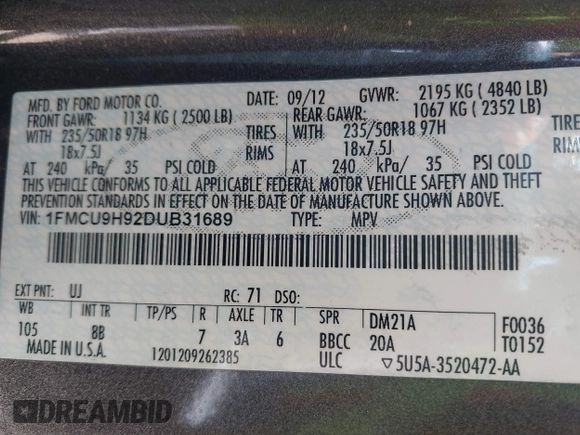 MFD. BY FORD MOTOR CO. DATE: 09/12 GVWR: 2195 KG ( 4840 LB)
FRONT GAWR: 1134 KG ( 2500 LB) REAR GAWR: 1067 KG ( 2352 LB)
WITH 235/50R18 97H TIRES WITH 235/50R18 97H TIRES
18x7.5J RIMS 18x7.5J RIMS
AT 240 kPa/ 35 PSI COLD AT 240 kPa/ 35 PSI COLD
THIS VEHICLE CONFORMS TO ALL APPLICABLE FEDERAL MOTOR VEHICLE SAFETY AND THEFT
PREVENTION STANDARDS IN EFFECT ON THE DATE OF MANUFACTURE SHOWN ABOVE.
VIN: 1FMCU9H92DUB31689 TYPE: MPV
EXT PNT: UJ RC: 71 DSO:
WB INT TR TP/PS R AXLE TR SPR DM21A F0036
105 8B 7 3A 6 BBCC 20A T0152
MADE IN U.S.A. 1201209262385 ULC ▽5U5A-3520472-AA
DREAMBID